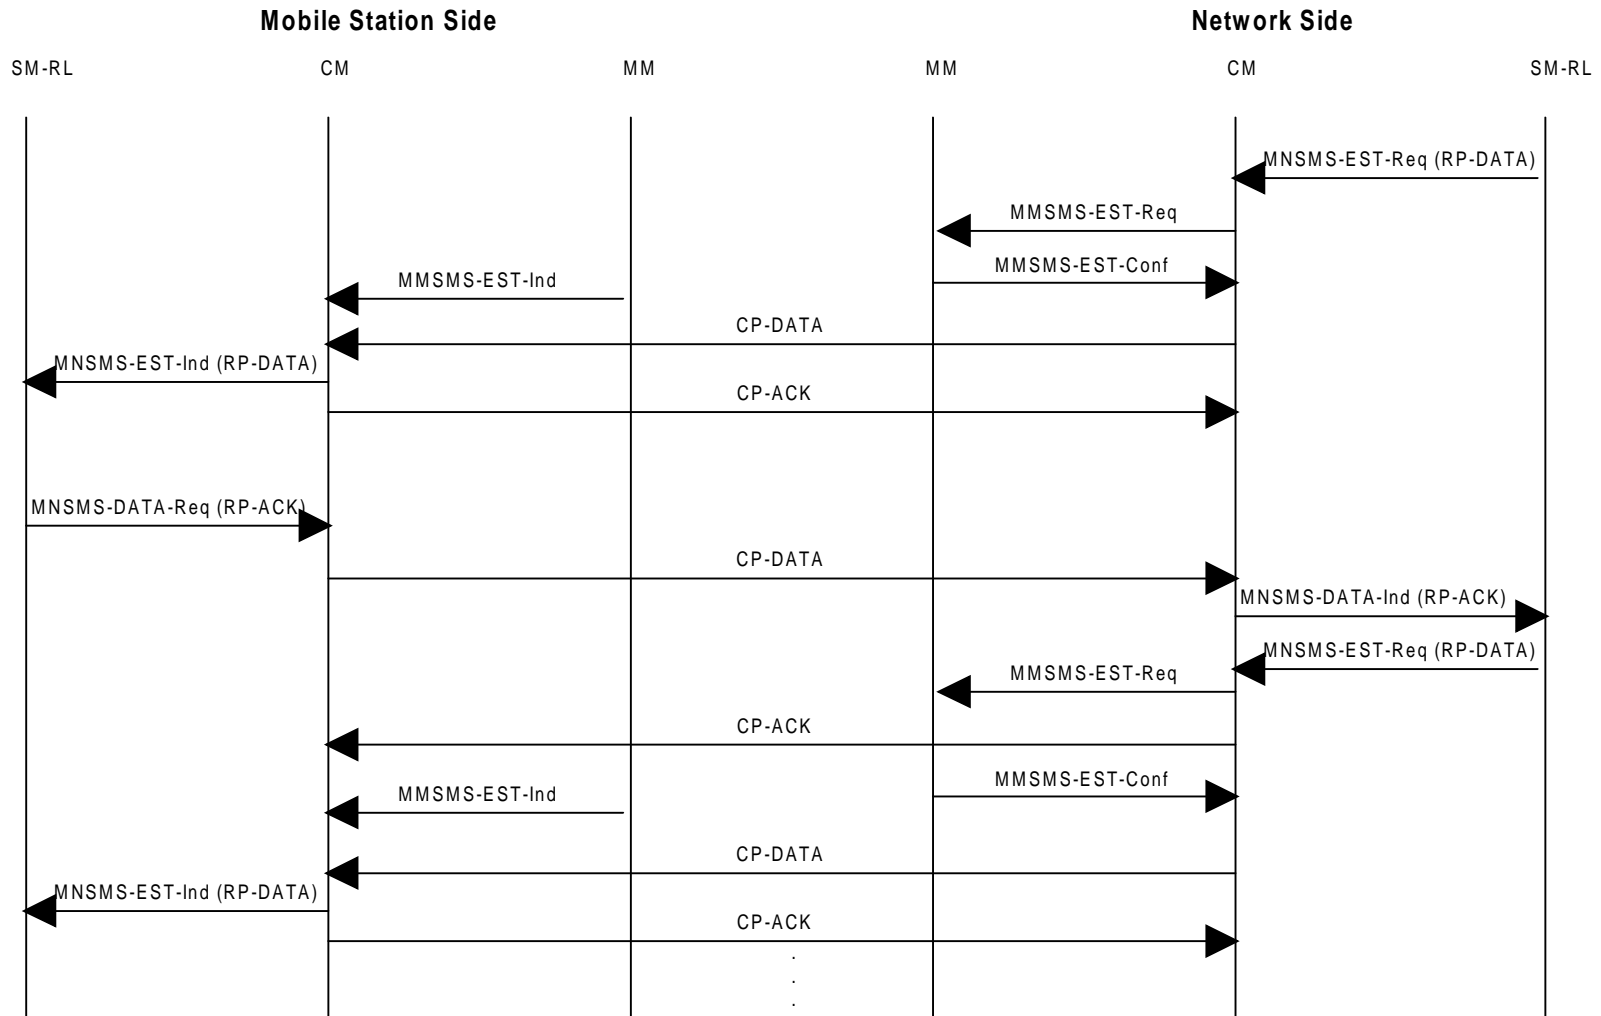 Mobile Station Side Network Side
SM-RL CM MM MM CM SM-RL
MNSMS-EST-Req (RP-DATA)
MMSMS-EST-Req
MMSMS-EST-Conf
MMSMS-EST-Ind
CP-DATA
MNSMS-EST-Ind (RP-DATA)
CP-ACK
MNSMS-DATA-Req (RP-ACK)
CP-DATA
MNSMS-DATA-Ind (RP-ACK)
MNSMS-EST-Req (RP-DATA)
MMSMS-EST-Req
CP-ACK
MMSMS-EST-Conf
MMSMS-EST-Ind
CP-DATA
MNSMS-EST-Ind (RP-DATA)
CP-ACK
.
.
.